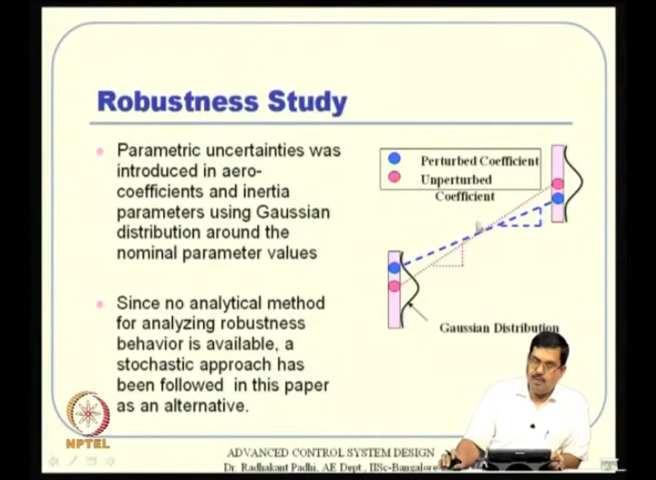 Robustness Study
Parametric uncertainties was
introduced in aero-
coefficients and inertia
parameters using Gaussian
distribution around the
nominal parameter values
Since no analytical method
for analyzing robustness
behavior is available, a
stochastic approach has
been followed in this paper
as an alternative.
Perturbed Coefficient
Unperturbed
Coefficient
Gaussian Distribution
NPTEL
ADVANCED CONTROL SYSTEM DESIGN
Dr. Radhakant Padhi, AE Dept., IISc-Bangalore